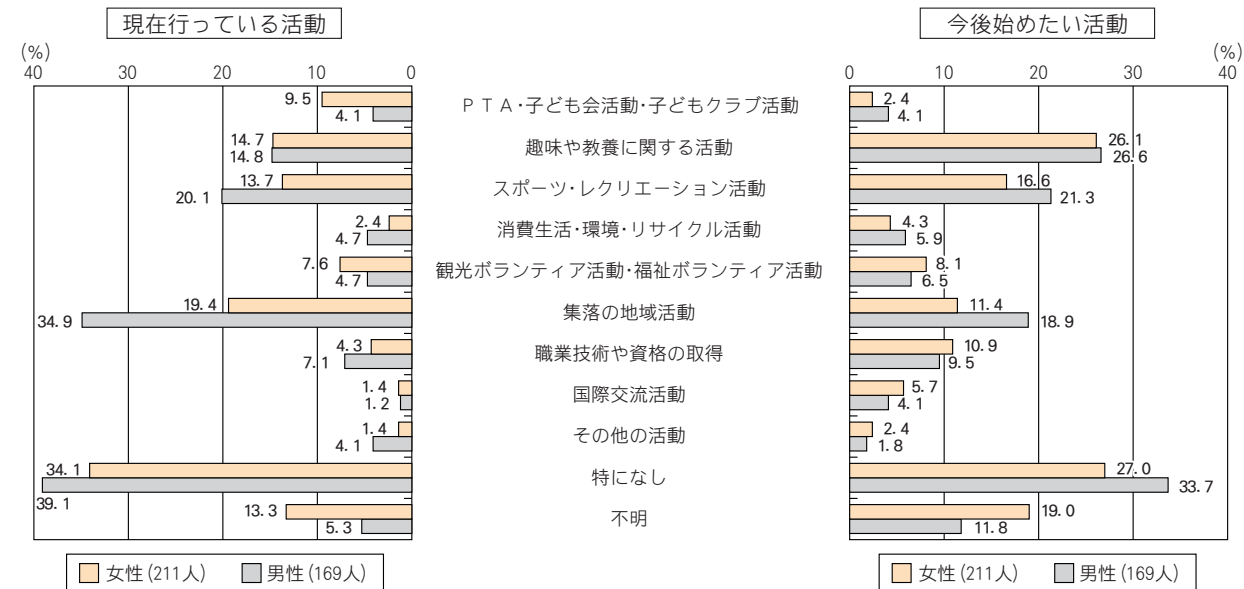 現在行っている活動
今後始めたい活動
(%)
(%)
40 30 20 10 0
0 10 20 30 40
9.5 PTA・子ども会活動・子どもクラブ活動 2.4
4.1 4.1
14.7 趣味や教養に関する活動 26.1
14.8 26.6
13.7 スポーツ・レクリエーション活動 16.6
20.1 21.3
2.4 消費生活・環境・リサイクル活動 4.3
4.7 5.9
7.6 観光ボランティア活動・福祉ボランティア活動 8.1
4.7 6.5
19.4 集落の地域活動 11.4
34.9 18.9
4.3 職業技術や資格の取得 10.9
7.1 9.5
1.4 国際交流活動 5.7
1.2 4.1
1.4 その他の活動 2.4
4.1 1.8
34.1 特になし 27.0
39.1 33.7
13.3 不明 19.0
5.3 11.8
女性(211人) 男性(169人)
女性(211人) 男性(169人)